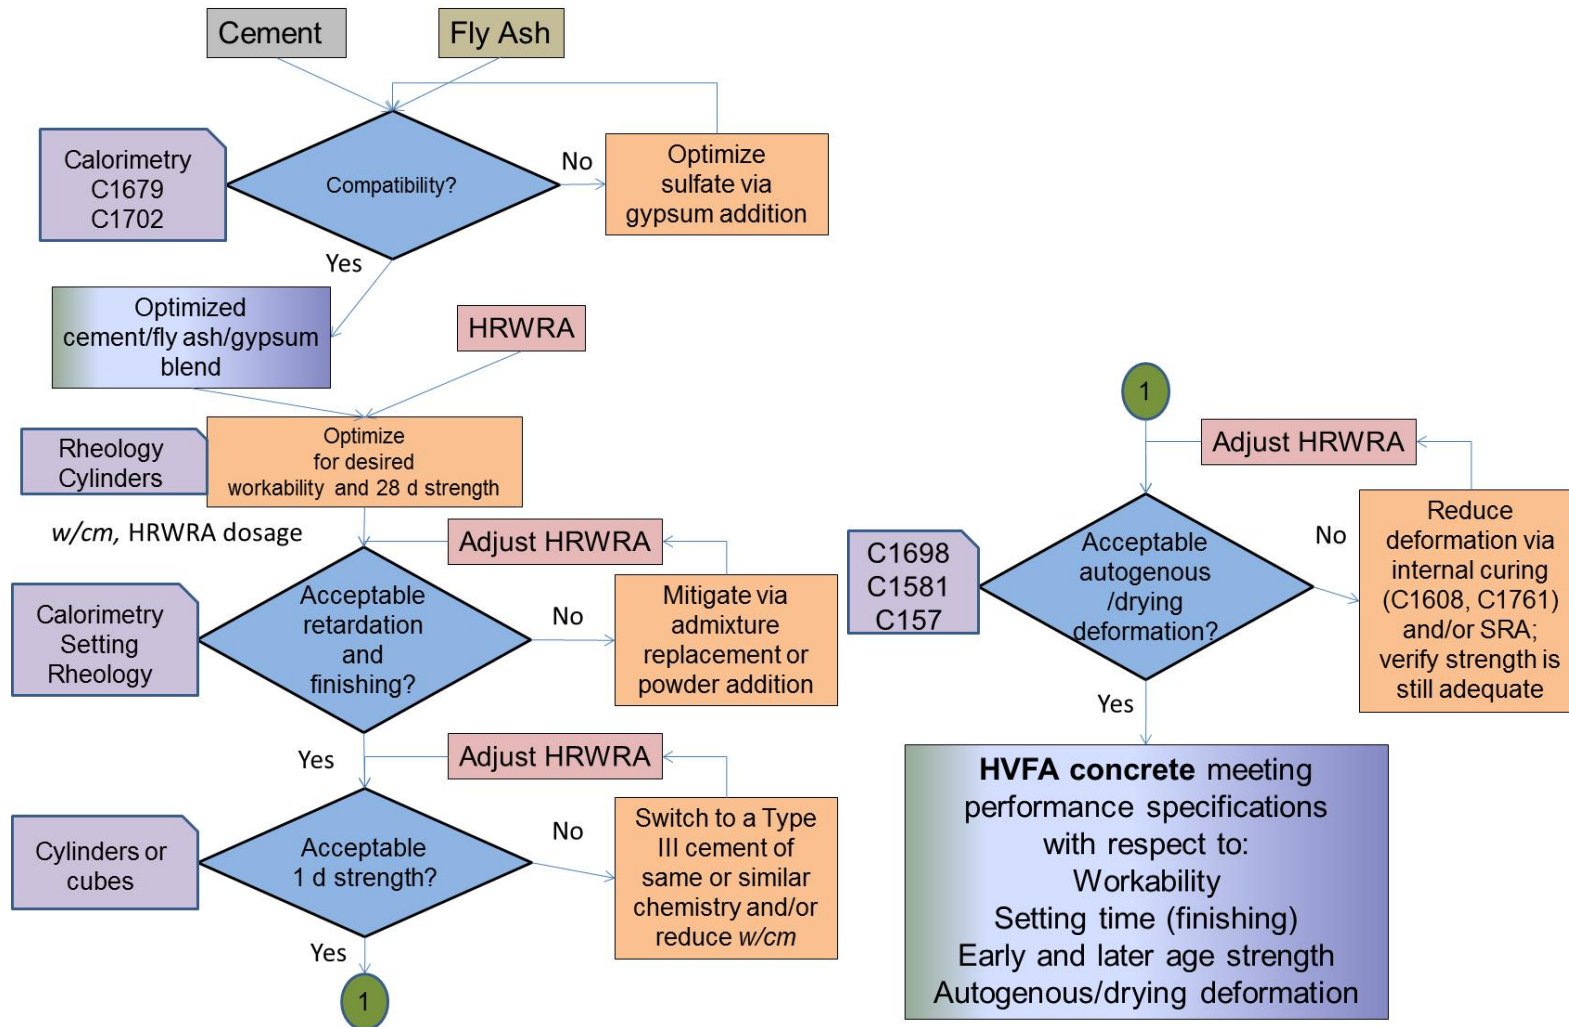 Cement
Fly Ash
Calorimetry
C1679
C1702
Compatibility?
No
Optimize
sulfate via
gypsum addition
Yes
Optimized
cement/fly ash/gypsum
blend
HRWRA
Rheology
Cylinders
Optimize
for desired
workability and 28 d strength
w/cm, HRWRA dosage
Adjust HRWRA
Calorimetry
Setting
Rheology
Acceptable
retardation
and
finishing?
No
Mitigate via
admixture
replacement or
powder addition
Yes
Adjust HRWRA
Cylinders or
cubes
Acceptable
1 d strength?
No
Switch to a Type
III cement of
same or similar
chemistry and/or
reduce w/cm
Yes
1
1
Adjust HRWRA
C1698
C1581
C157
Acceptable
autogenous
/drying
deformation?
No
Reduce
deformation via
internal curing
(C1608, C1761)
and/or SRA;
verify strength is
still adequate
Yes
HVFA concrete meeting
performance specifications
with respect to:
Workability
Setting time (finishing)
Early and later age strength
Autogenous/drying deformation